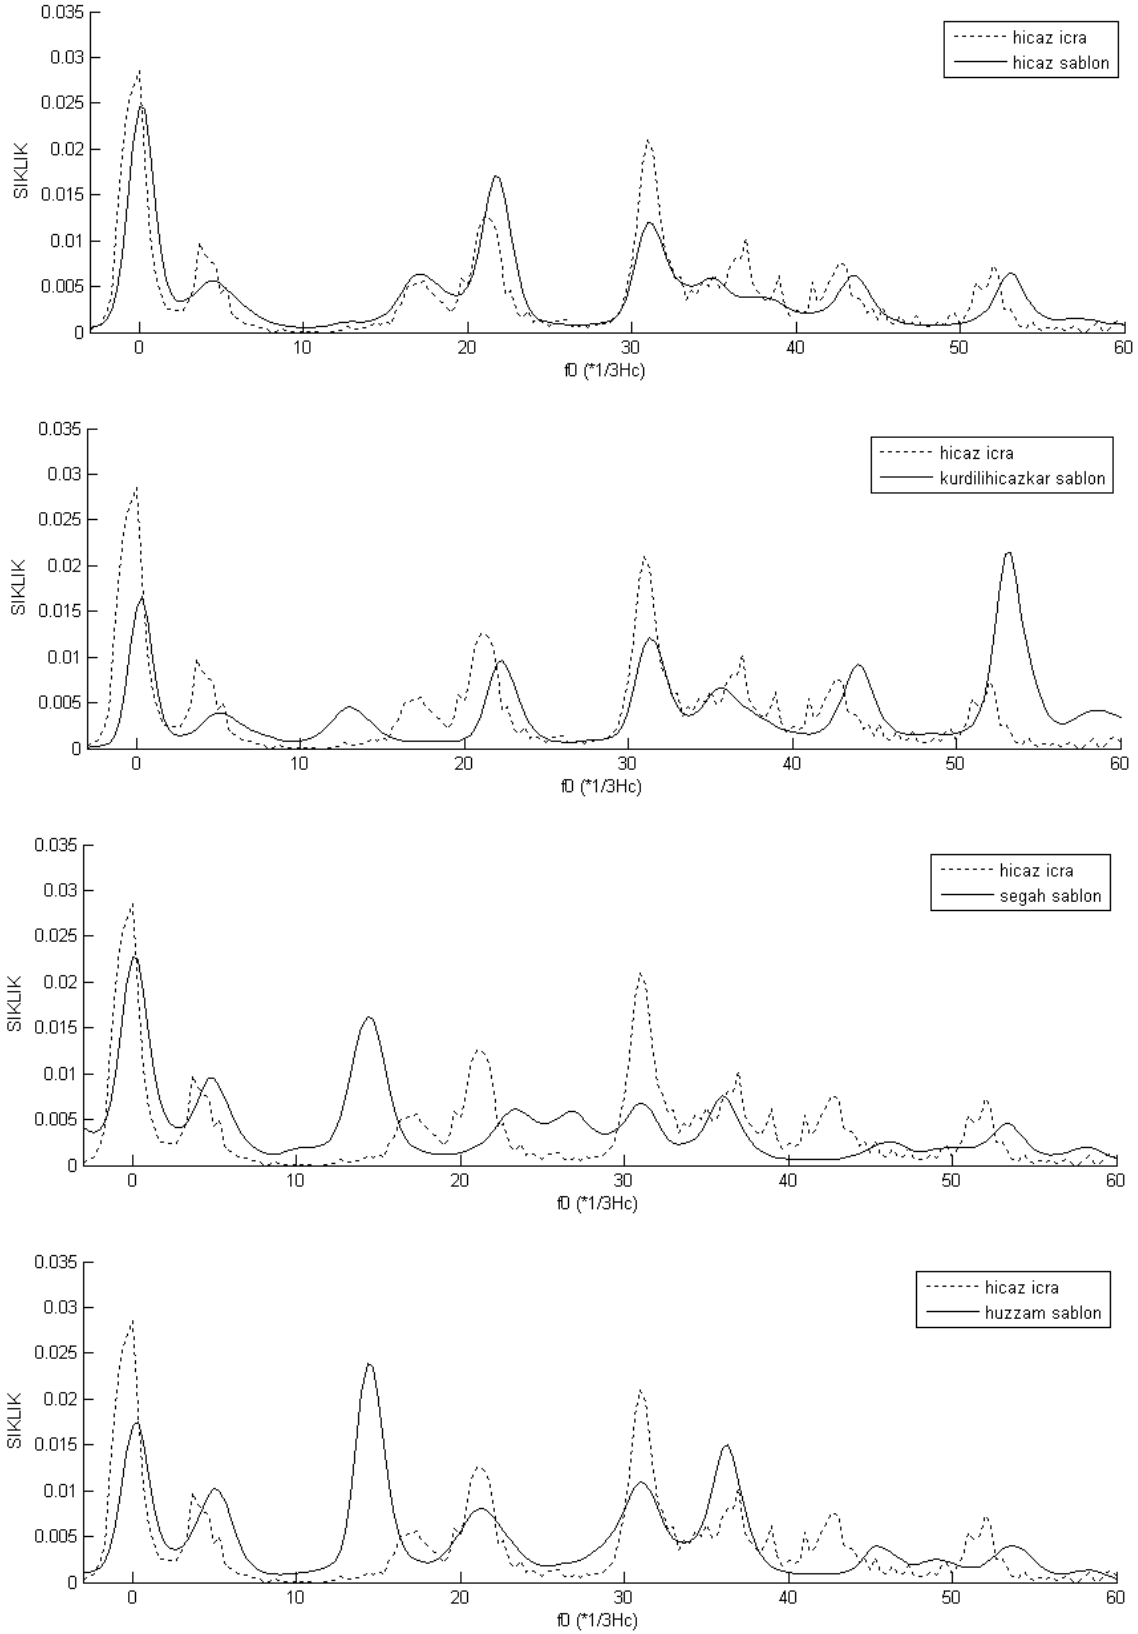 0.035
0.03
0.025
0.02
0.015
0.01
0.005
0
SIKLIK
hicaz icra
hicaz sablon
0 10 20 30 40 50 60
f0 (*1/3Hc)
0.035
0.03
0.025
0.02
0.015
0.01
0.005
0
SIKLIK
hicaz icra
kurdilihicazkar sablon
0 10 20 30 40 50 60
f0 (*1/3Hc)
0.035
0.03
0.025
0.02
0.015
0.01
0.005
0
SIKLIK
hicaz icra
segah sablon
0 10 20 30 40 50 60
f0 (*1/3Hc)
0.035
0.03
0.025
0.02
0.015
0.01
0.005
0
SIKLIK
hicaz icra
huzzam sablon
0 10 20 30 40 50 60
f0 (*1/3Hc)